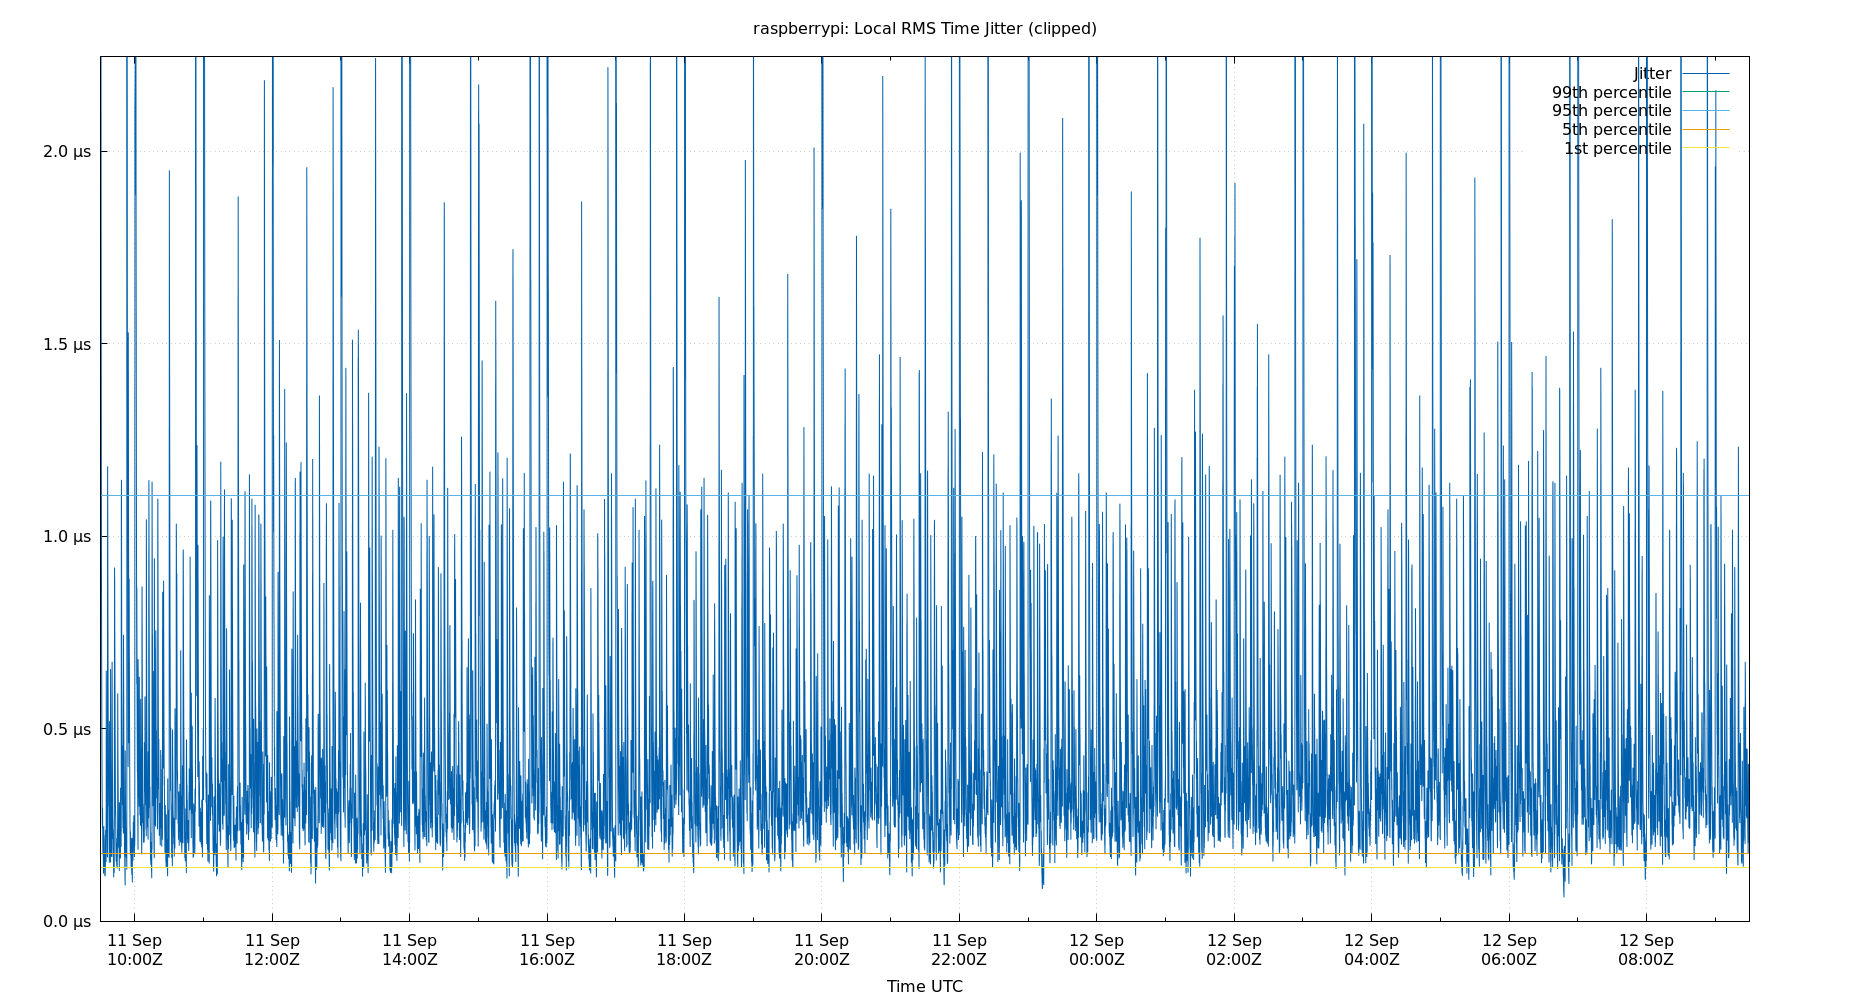 raspberrypi: Local RMS Time Jitter (clipped)
Jitter
99th percentile
95th percentile
5th percentile
1st percentile
2.0 µs
1.5 µs
1.0 µs
0.5 µs
0.0 µs
11 Sep 11 Sep 11 Sep 11 Sep 11 Sep 11 Sep 11 Sep 12 Sep 12 Sep 12 Sep 12 Sep 12 Sep
10:00Z 12:00Z 14:00Z 16:00Z 18:00Z 20:00Z 22:00Z 00:00Z 02:00Z 04:00Z 06:00Z 08:00Z
Time UTC